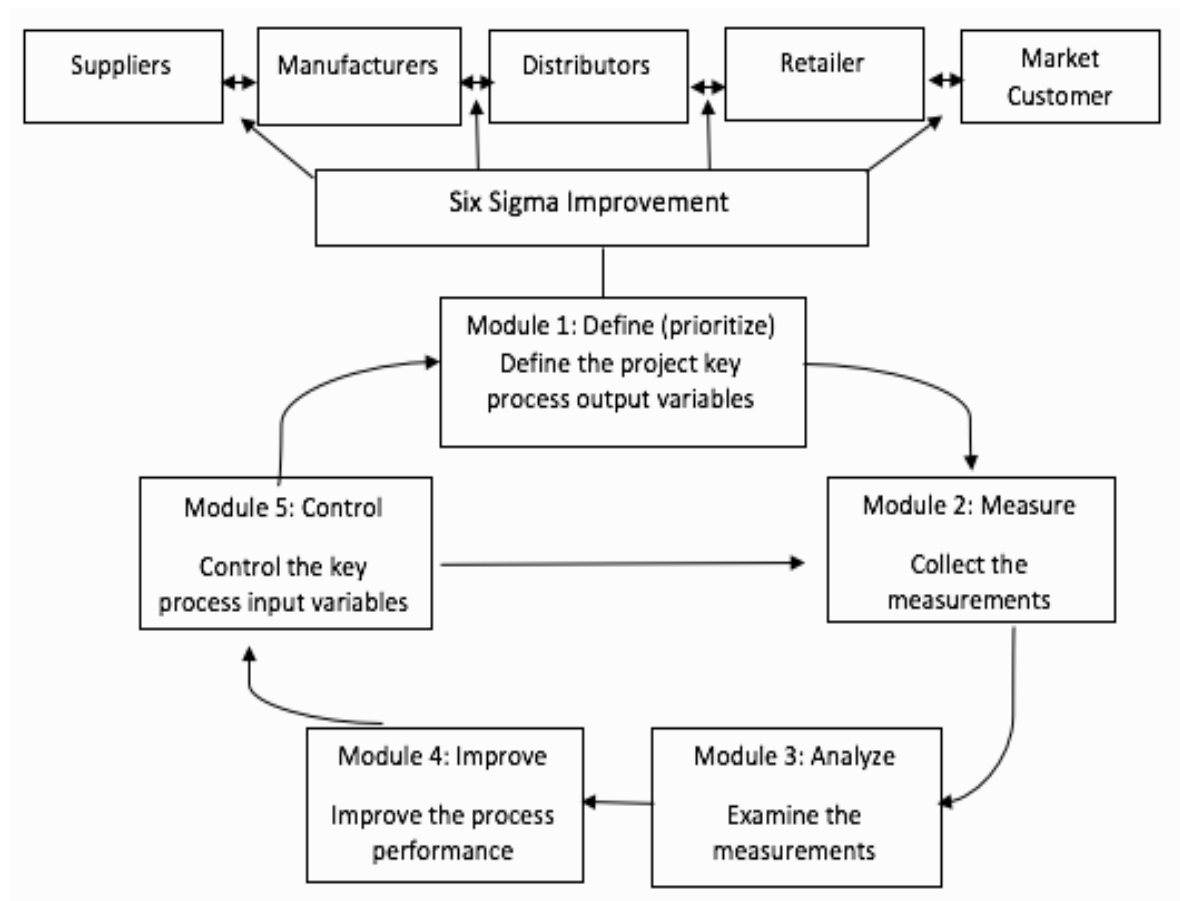 Suppliers
Manufacturers
Distributors
Retailer
Market
Customer
Six Sigma Improvement
Module 1: Define (prioritize)
Define the project key
process output variables
Module 5: Control
Control the key
process input variables
Module 2: Measure
Collect the
measurements
Module 4: Improve
Improve the process
performance
Module 3: Analyze
Examine the
measurements